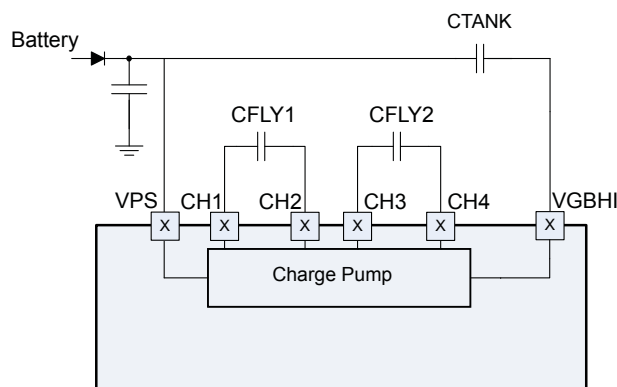 CTANK
Battery
CFLY1 CFLY2
VPS CH1 CH2 CH3 CH4 VGBHI
X X X X X X
Charge Pump